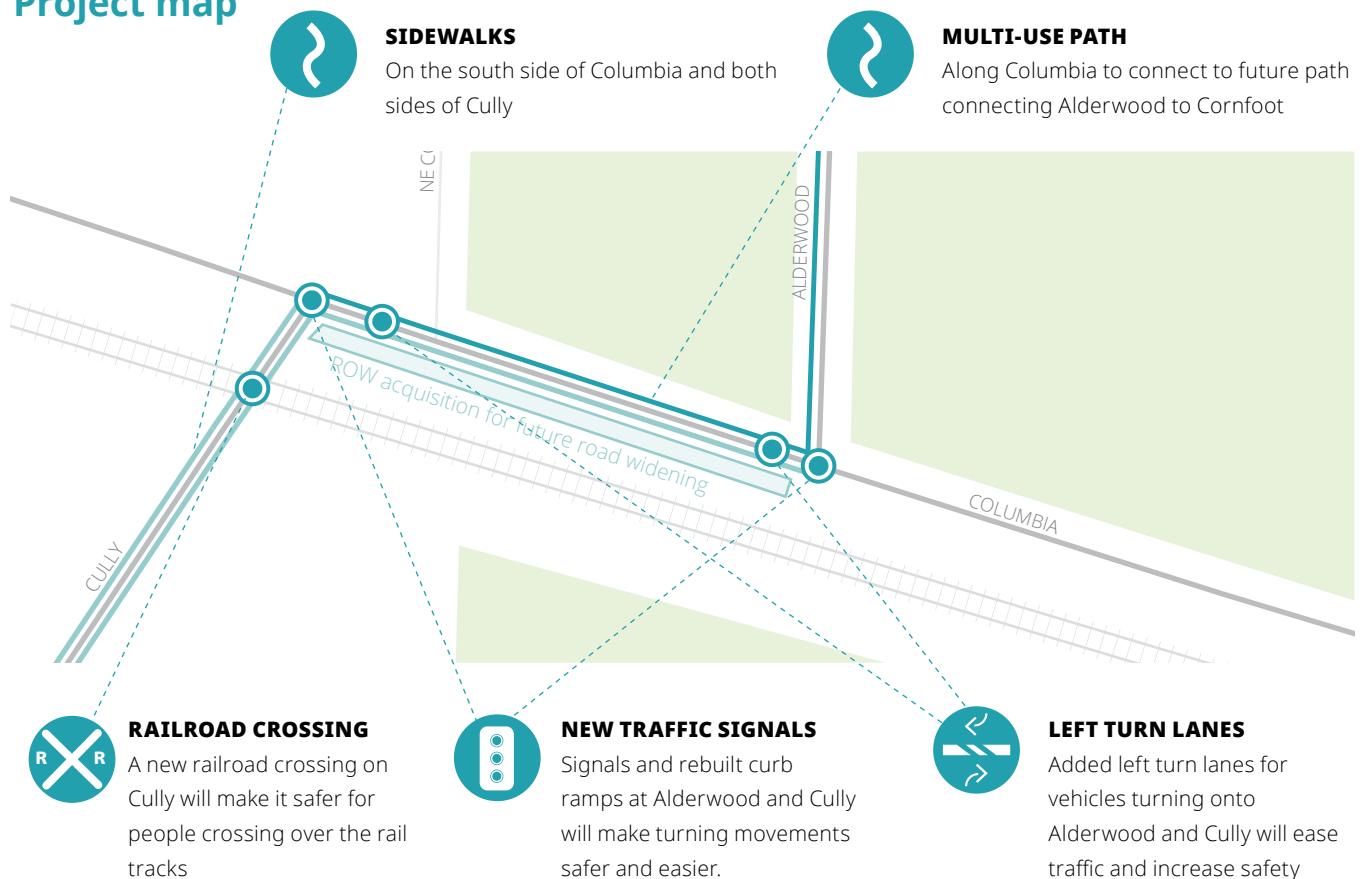 Project map
SIDEWALKS
On the south side of Columbia and both
sides of Cully
MULTI-USE PATH
Along Columbia to connect to future path
connecting Alderwood to Cornfoot
NE
ALDERWOOD
ROW acquisition for future road widening
COLUMBIA
CULLY
R R
RAILROAD CROSSING
A new railroad crossing on
Cully will make it safer for
people crossing over the rail
tracks
NEW TRAFFIC SIGNALS
Signals and rebuilt curb
ramps at Alderwood and Cully
will make turning movements
safer and easier.
LEFT TURN LANES
Added left turn lanes for
vehicles turning onto
Alderwood and Cully will ease
traffic and increase safety